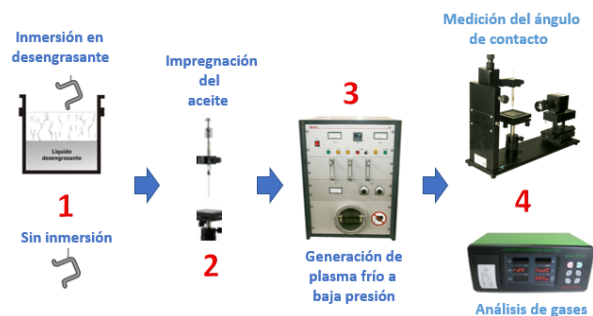 Inmersión en
desengrasante
Líquido
desengrasante
1
Sin inmersión
Impregnación
del
aceite
2
3
Generación de
plasma frío a
baja presión
Medición del ángulo
de contacto
4
Análisis de gases